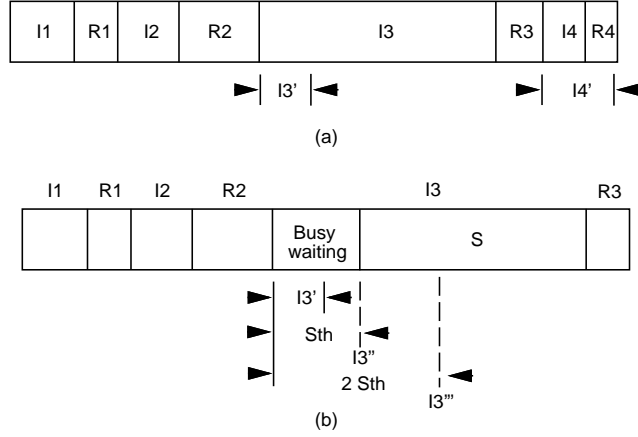 I1 R1 I2 R2 I3 R3 I4 R4
I3’ I4’
(a)
I1 R1 I2 R2 I3 R3
Busy
waiting
S
I3’
Sth
I3’’
2 Sth
I3’’’
(b)